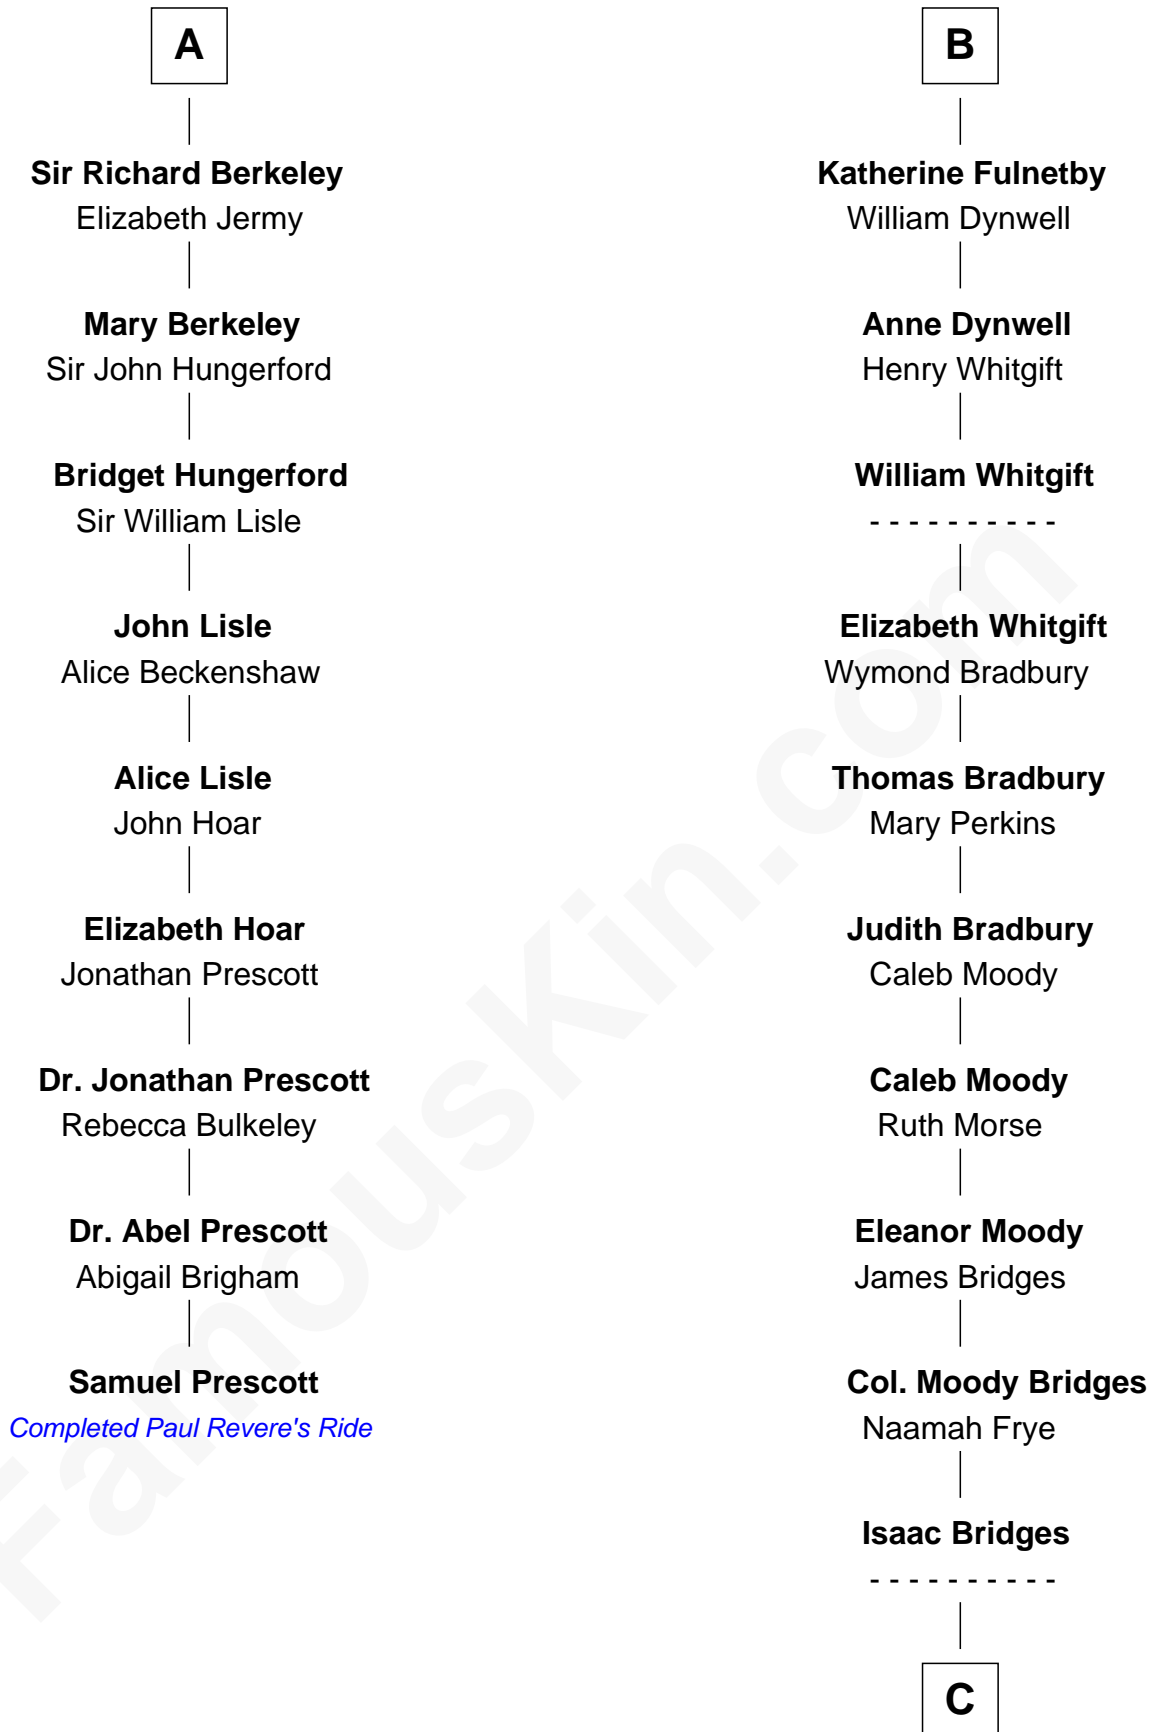 A
Sir Richard Berkeley
Elizabeth Jermy
Mary Berkeley
Sir John Hungerford
Bridget Hungerford
Sir William Lisle
John Lisle
Alice Beckenshaw
Alice Lisle
John Hoar
Elizabeth Hoar
Jonathan Prescott
Dr. Jonathan Prescott
Rebecca Bulkeley
Dr. Abel Prescott
Abigail Brigham
Samuel Prescott
Completed Paul Revere's Ride
B
Katherine Fulnetby
William Dynwell
Anne Dynwell
Henry Whitgift
William Whitgift
- - - - - - - - - -
Elizabeth Whitgift
Wymond Bradbury
Thomas Bradbury
Mary Perkins
Judith Bradbury
Caleb Moody
Caleb Moody
Ruth Morse
Eleanor Moody
James Bridges
Col. Moody Bridges
Naamah Frye
Isaac Bridges
- - - - - - - - - -
C
FamousKin.com